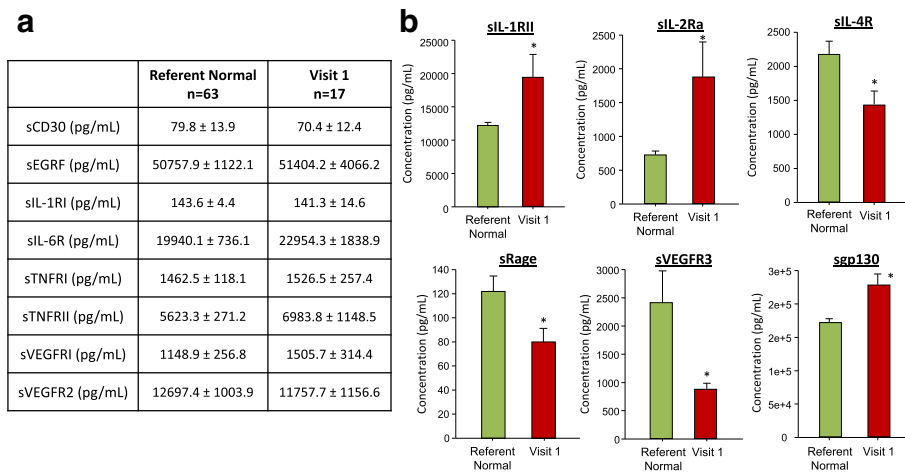 a
Referent Normal
n=63
Visit 1
n=17
sCD30 (pg/mL) 79.8 ± 13.9 70.4 ± 12.4
sEGRF (pg/mL) 50757.9 ± 1122.1 51404.2 ± 4066.2
sIL-1RI (pg/mL) 143.6 ± 4.4 141.3 ± 14.6
sIL-6R (pg/mL) 19940.1 ± 736.1 22954.3 ± 1838.9
sTNFRI (pg/mL) 1462.5 ± 118.1 1526.5 ± 257.4
sTNFRII (pg/mL) 5623.3 ± 271.2 6983.8 ± 1148.5
sVEGFRI (pg/mL) 1148.9 ± 256.8 1505.7 ± 314.4
sVEGFR2 (pg/mL) 12697.4 ± 1003.9 11757.7 ± 1156.6
b
sIL-1RII
Concentration (pg/mL)
25000
20000
15000
10000
5000
0
*
Referent
Normal
Visit 1
sIL-2Ra
Concentration (pg/mL)
2500
2000
1500
1000
500
0
*
Referent
Normal
Visit 1
sIL-4R
Concentration (pg/mL)
2500
2000
1500
1000
500
0
*
Referent
Normal
Visit 1
sRage
Concentration (pg/mL)
140
120
100
80
60
40
20
0
*
Referent
Normal
Visit 1
sVEGFR3
Concentration (pg/mL)
3000
2500
2000
1500
1000
500
0
*
Referent
Normal
Visit 1
sgp130
Concentration (pg/mL)
3e+5
3e+5
2e+5
2e+5
1e+5
5e+4
0
*
Referent
Normal
Visit 1